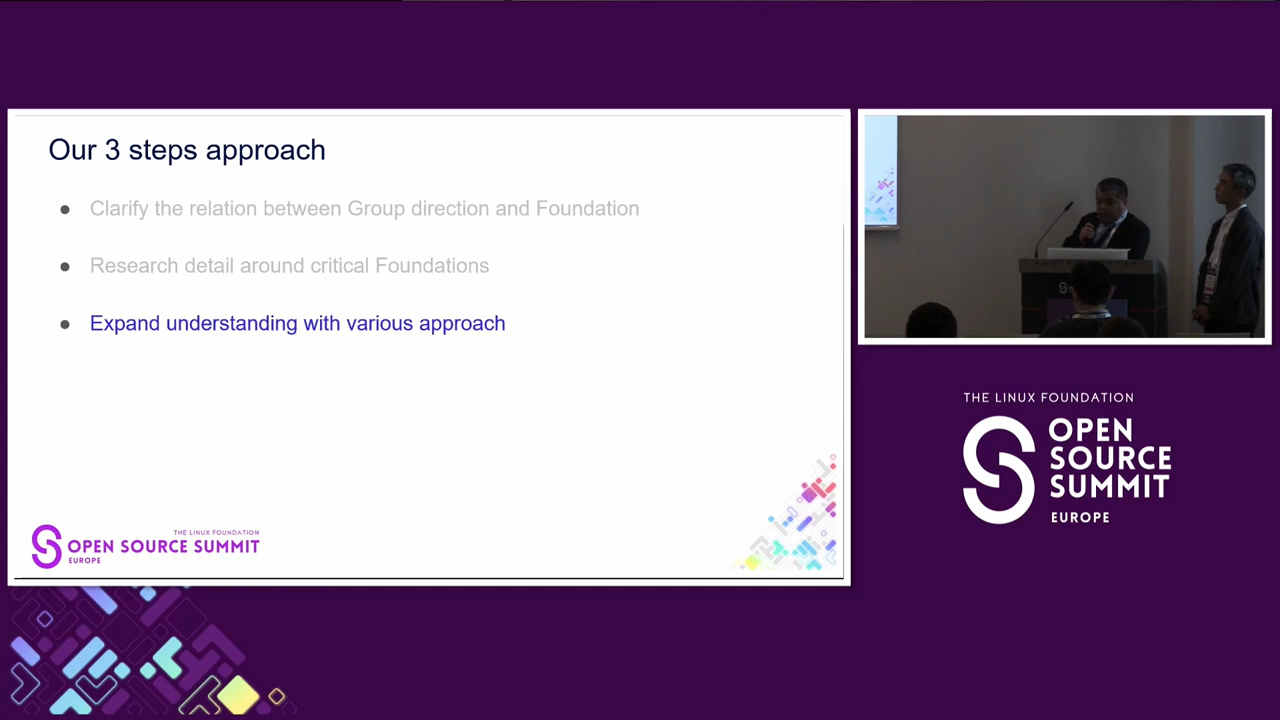 Our 3 steps approach
Clarify the relation between Group direction and Foundation
Research detail around critical Foundations
Expand understanding with various approach
THE LINUX FOUNDATION
OPEN SOURCE SUMMIT
EUROPE
THE LINUX FOUNDATION
OPEN
SOURCE
SUMMIT
EUROPE